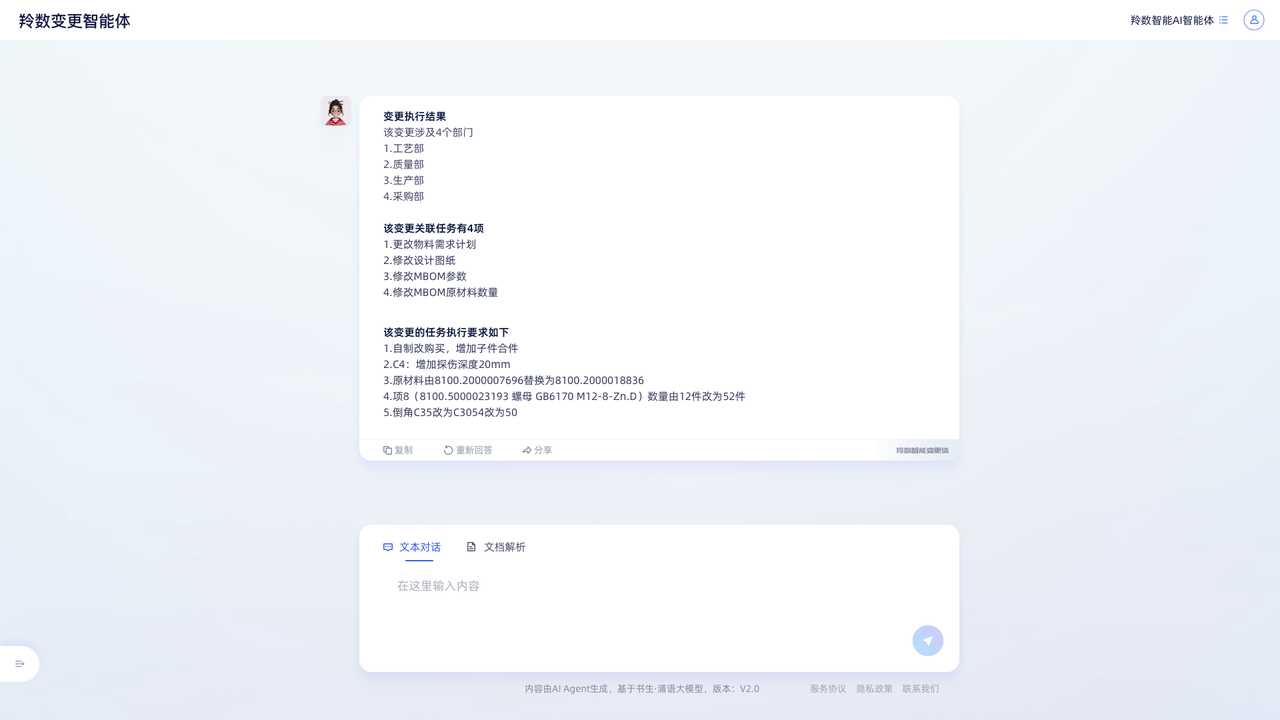 羚数变更智能体
羚数智能AI智能体
变更执行结果
该变更涉及4个部门
1.工艺部
2.质量部
3.生产部
4.采购部
该变更关联任务有4项
1.更改物料需求计划
2.修改设计图纸
3.修改MBOM参数
4.修改MBOM原材料数量
该变更的任务执行要求如下
1.自制改购买，增加子件合件
2.C4：增加探伤深度20mm
3.原材料由8100.2000007696替换为8100.2000018836
4.项8（8100.5000023193 螺母 GB6170 M12-8-Zn.D）数量由12件改为52件
5.倒角C35改为C3054改为50
复制 重新回答 分享
文本对话 文档解析
在这里输入内容
内容由AI Agent生成，基于书生·浦语大模型，版本：V2.0 服务协议 隐私政策 联系我们